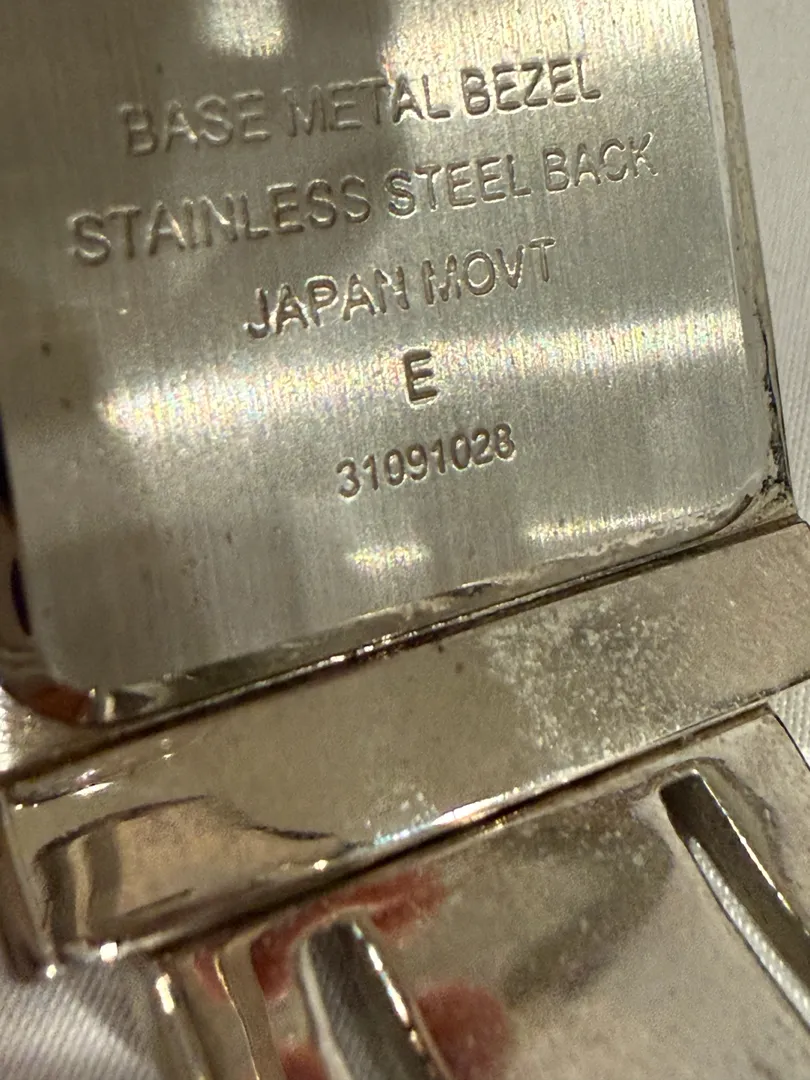 BASE METAL BEZEL
STAINLESS STEEL BACK
JAPAN MOVT
E
31091028